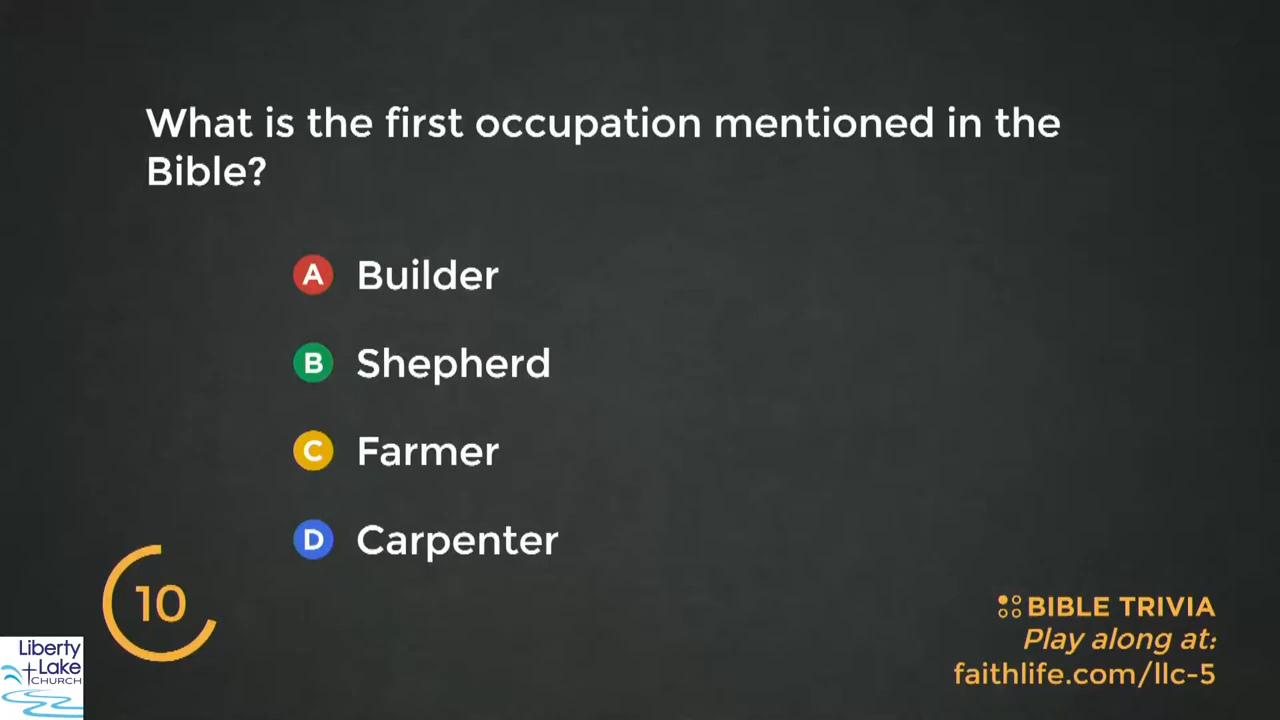 What is the first occupation mentioned in the
Bible?
A Builder
B Shepherd
C Farmer
D Carpenter
10
BIBLE TRIVIA
Play along at:
faithlife.com/llc-5
Liberty
Lake
CHURCH